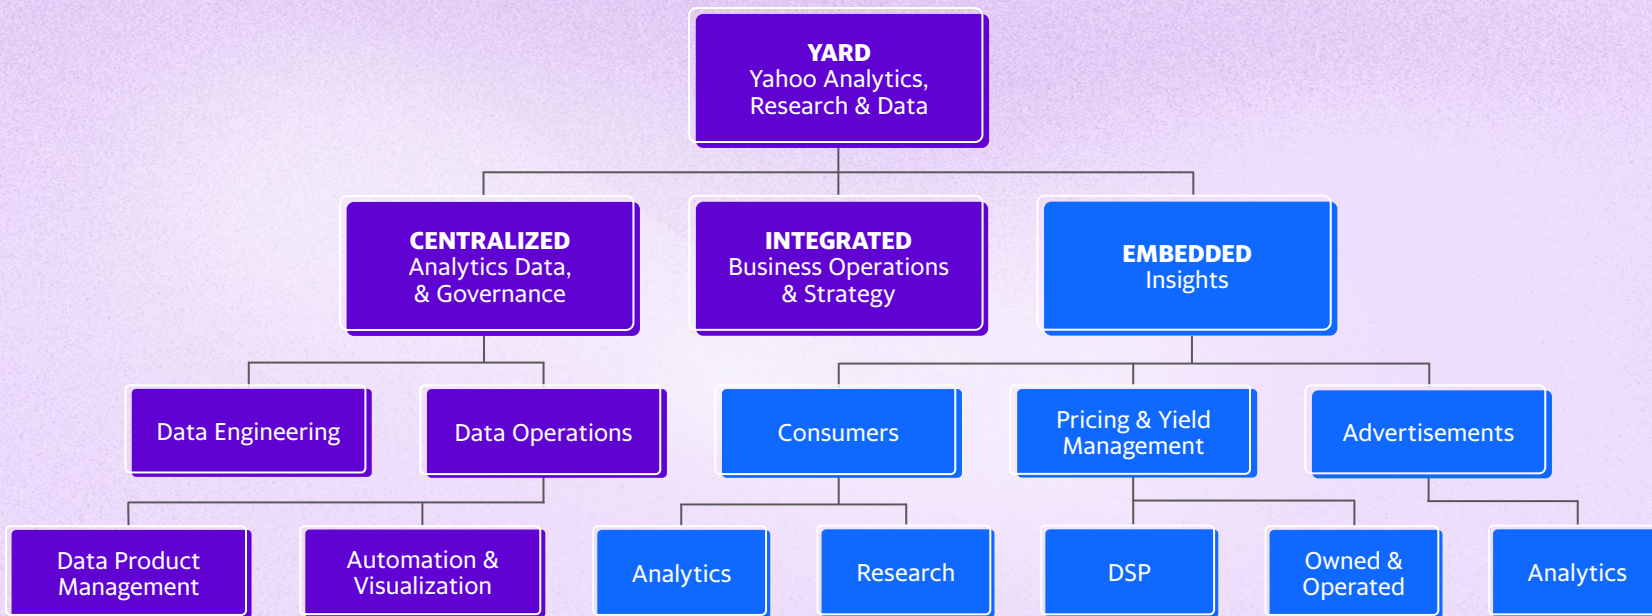 YARD
Yahoo Analytics,
Research & Data
CENTRALIZED
Analytics Data,
& Governance
INTEGRATED
Business Operations
& Strategy
EMBEDDED
Insights
Data Engineering
Data Operations
Consumers
Pricing & Yield
Management
Advertisements
Data Product
Management
Automation &
Visualization
Analytics
Research
DSP
Owned &
Operated
Analytics